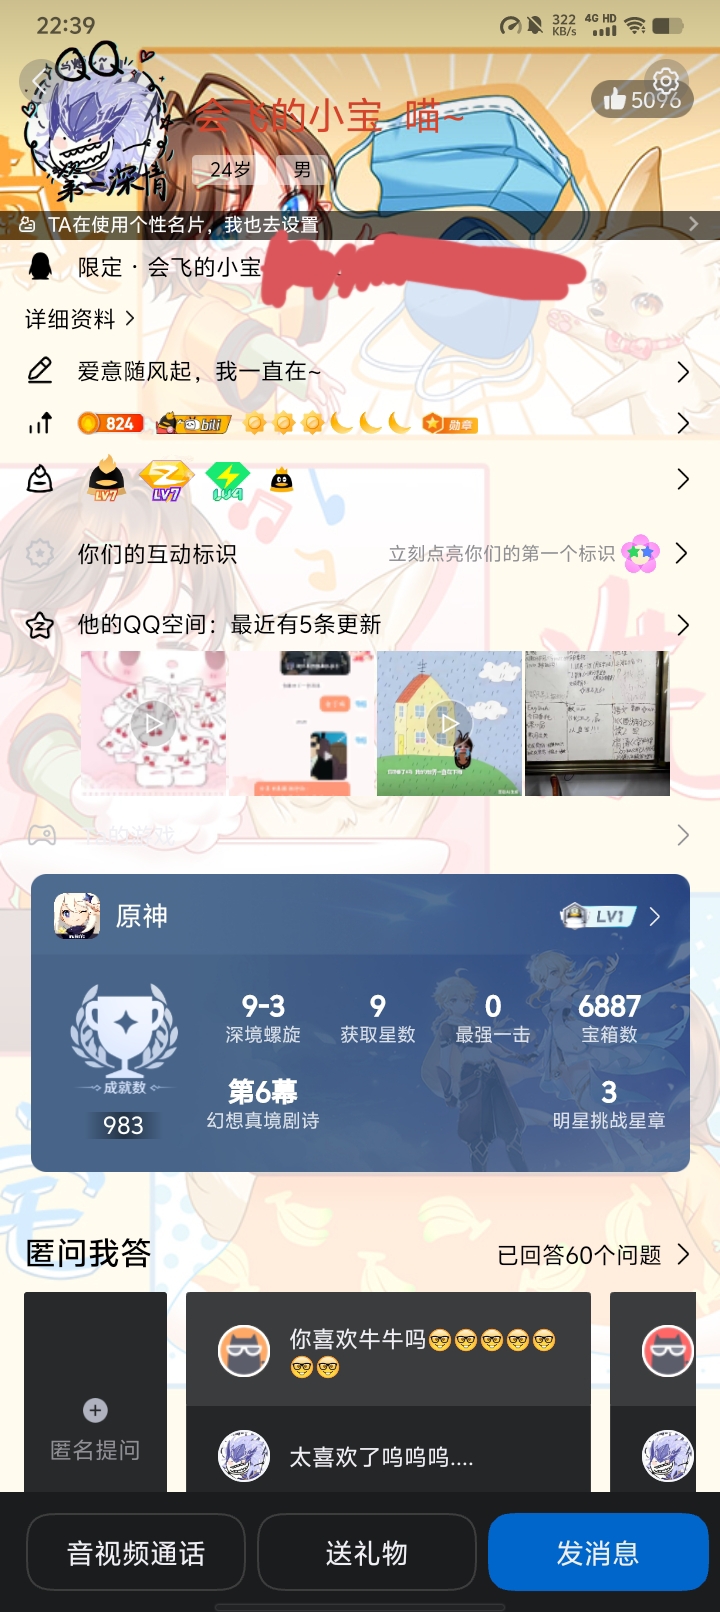 22:39
322 KB/s
4G HD
QQ
第一深情
会飞的小宝 喵~
5096
24岁 男
TA在使用个性名片，我也去设置
限定 · 会飞的小宝
详细资料
爱意随风起，我一直在~
824 bili 勋章
LV7 LV7 LV4
你们的互动标识 立刻点亮你们的第一个标识
他的QQ空间：最近有5条更新
原神 LV1
9-3 9 0 6887
深境螺旋 获取星数 最强一击 宝箱数
成就数
983
第6幕 3
幻想真境剧诗 明星挑战星章
匿问我答 已回答60个问题
你喜欢牛牛吗🤓🤓🤓🤓🤓
🤓🤓
匿名提问
太喜欢了呜呜呜....
音视频通话 送礼物 发消息